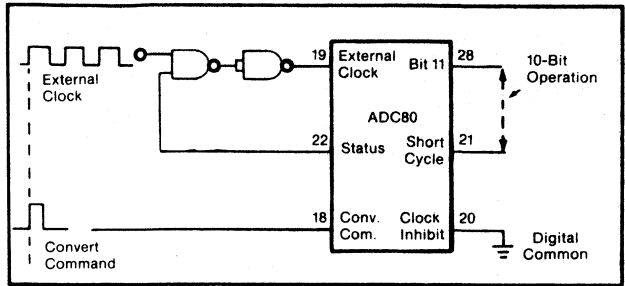 External
Clock
19
External
Clock
Bit 11
28
10-Bit
Operation
ADC80
22
Status
Short
Cycle
21
18
Conv.
Com.
Clock
Inhibit
20
Convert
Command
Digital
Common